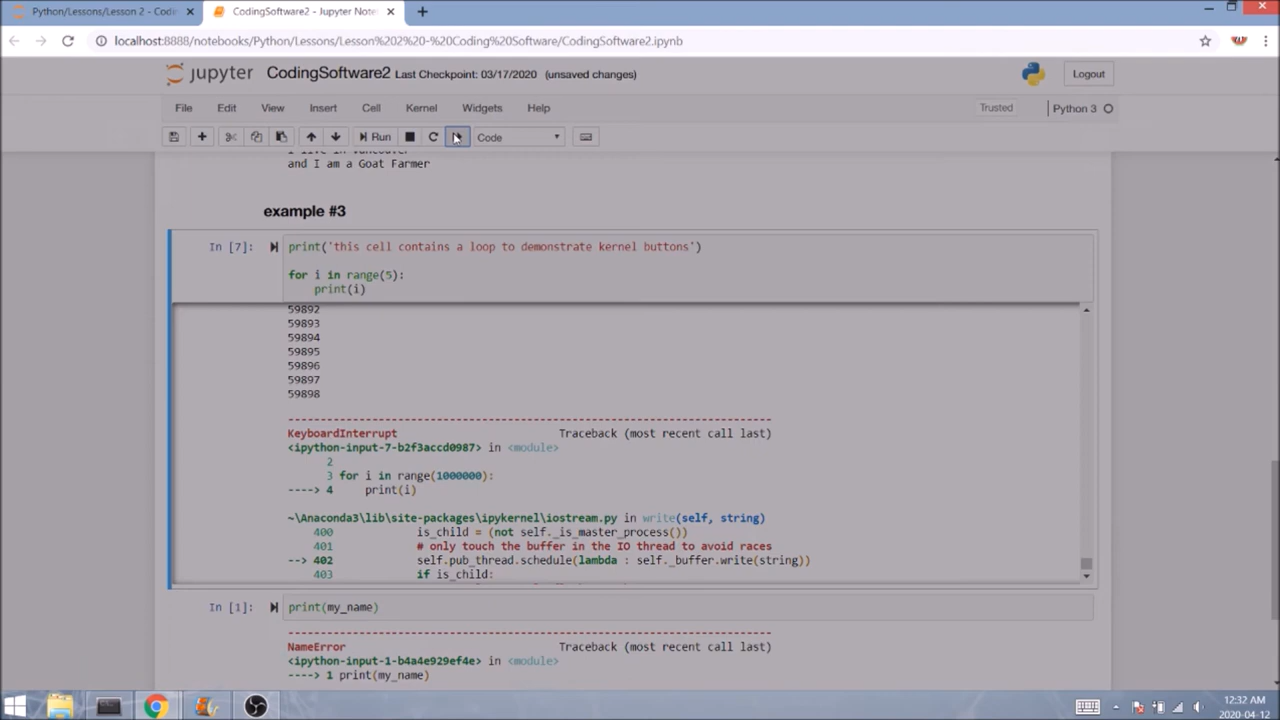 Python/Lessons/Lesson 2 - Codin
CodingSoftware2 - Jupyter Note
localhost:8888/notebooks/Python/Lessons/Lesson%202%20-%20Coding%20Software/CodingSoftware2.ipynb
jupyter CodingSoftware2 Last Checkpoint: 03/17/2020 (unsaved changes)
Logout
File Edit View Insert Cell Kernel Widgets Help
Trusted
Python 3
Run
Code
i live in Vancouver
and I am a Goat Farmer
example #3
In [7]:
print('this cell contains a loop to demonstrate kernel buttons')
for i in range(5):
print(i)
59892
59893
59894
59895
59896
59897
59898
---------------------------------------------------------------------------
KeyboardInterrupt Traceback (most recent call last)
<ipython-input-7-b2f3accd0987> in <module>
2
3 for i in range(1000000):
----> 4 print(i)
~\Anaconda3\lib\site-packages\ipykernel\iostream.py in write(self, string)
400 is_child = (not self._is_master_process())
401 # only touch the buffer in the IO thread to avoid races
--> 402 self.pub_thread.schedule(lambda : self._buffer.write(string))
403 if is_child:
In [1]:
print(my_name)
---------------------------------------------------------------------------
NameError Traceback (most recent call last)
<ipython-input-1-b4a4e929ef4e> in <module>
----> 1 print(my_name)
12:32 AM
2020-04-12